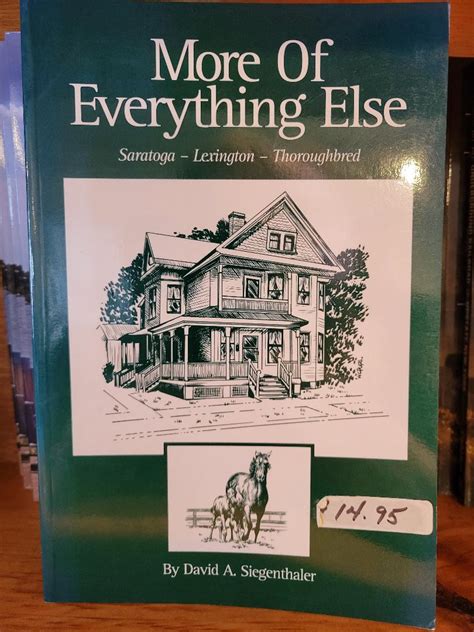 More Of
Everything Else
Saratoga – Lexington – Thoroughbred
$14.95
By David A. Siegenthaler